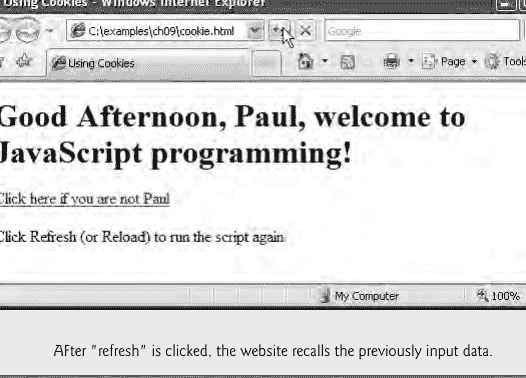 Using Cookies - Windows Internet Explorer
C:\examples\ch09\cookie.html
Google
Using Cookies
Page
Tools
Good Afternoon, Paul, welcome to
JavaScript programming!
Click here if you are not Paul
Click Refresh (or Reload) to run the script again
My Computer
100%
After "refresh" is clicked, the website recalls the previously input data.